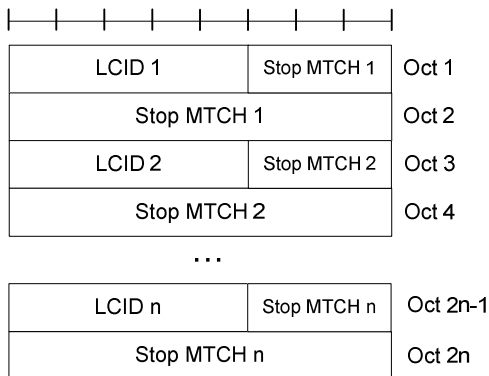 LCID 1 Stop MTCH 1 Oct 1
Stop MTCH 1 Oct 2
LCID 2 Stop MTCH 2 Oct 3
Stop MTCH 2 Oct 4
...
LCID n Stop MTCH n Oct 2n-1
Stop MTCH n Oct 2n